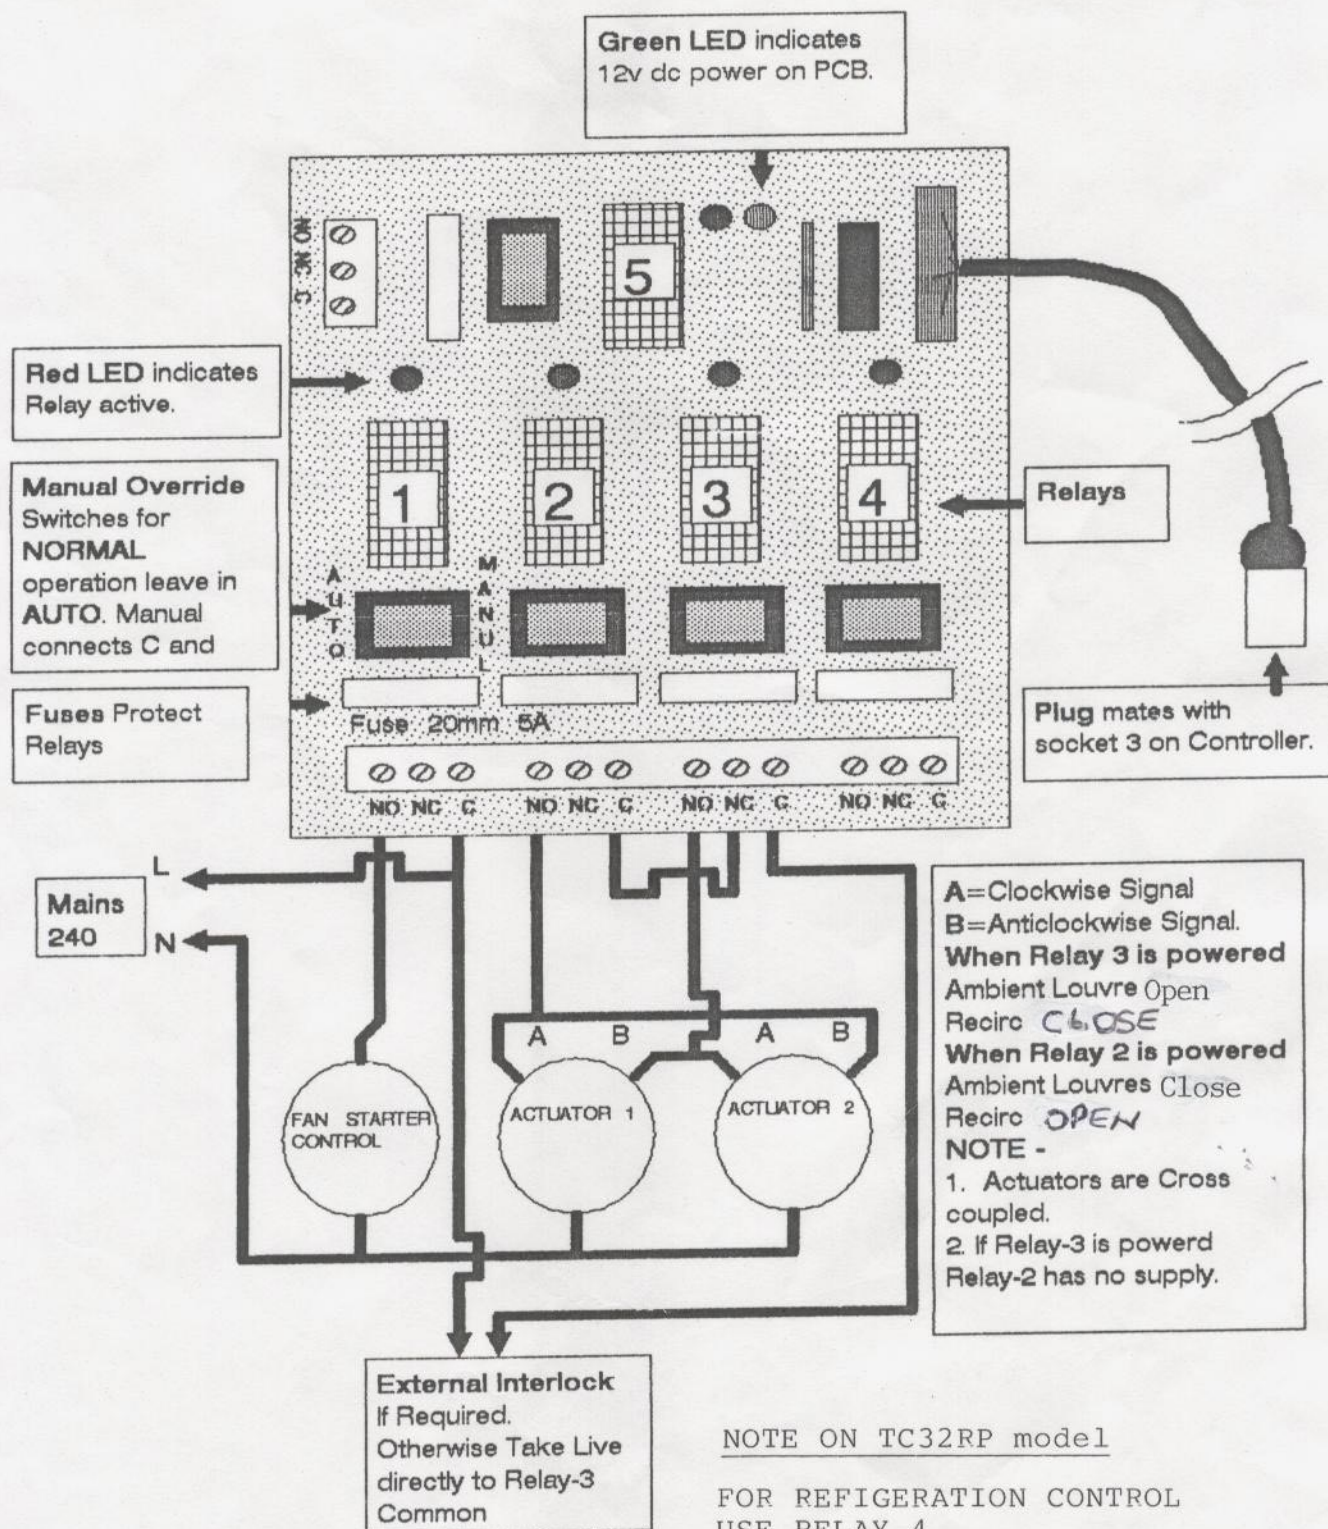 Green LED indicates
12v dc power on PCB.
NO NC C
5
Red LED indicates
Relay active.
Manual Override
Switches for
NORMAL
operation leave in
AUTO. Manual
connects C and
Fuses Protect
Relays
1 2 3 4
Relays
AUTO
MANUL
Plug mates with
socket 3 on Controller.
Fuse 20mm 5A
NO NC C NO NC C NO NC C NO NC C
L
Mains
240
N
A B A B
FAN STARTER
CONTROL
ACTUATOR 1
ACTUATOR 2
A=Clockwise Signal
B=Anticlockwise Signal.
When Relay 3 is powered
Ambient Louvre Open
Recirc CLOSE
When Relay 2 is powered
Ambient Louvres Close
Recirc OPEN
NOTE -
1. Actuators are Cross
coupled.
2. If Relay-3 is powerd
Relay-2 has no supply.
External Interlock
If Required.
Otherwise Take Live
directly to Relay-3
Common
NOTE ON TC32RP model
FOR REFIGERATION CONTROL
USE RELAY 4